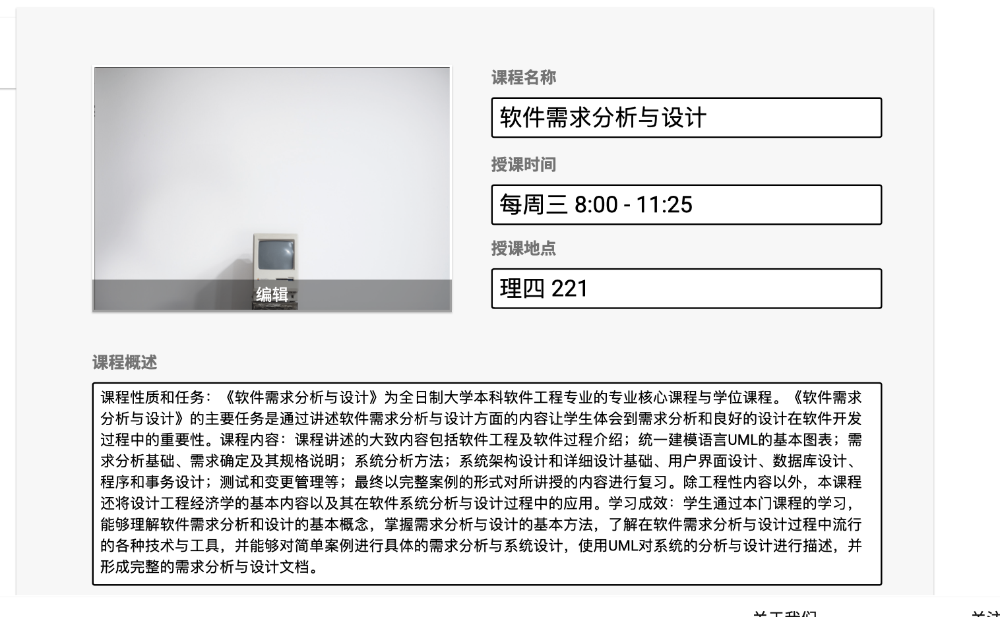 课程名称
软件需求分析与设计
授课时间
每周三 8:00 - 11:25
授课地点
理四 221
编辑
课程概述
课程性质和任务：《软件需求分析与设计》为全日制大学本科软件工程专业的专业核心课程与学位课程。《软件需求
分析与设计》的主要任务是通过讲述软件需求分析与设计方面的内容让学生体会到需求分析和良好的设计在软件开发
过程中的重要性。课程内容：课程讲述的大致内容包括软件工程及软件过程介绍；统一建模语言UML的基本图表；需
求分析基础、需求确定及其规格说明；系统分析方法；系统架构设计和详细设计基础、用户界面设计、数据库设计、
程序和事务设计；测试和变更管理等；最终以完整案例的形式对所讲授的内容进行复习。除工程性内容以外，本课程
还将设计工程经济学的基本内容以及其在软件系统分析与设计过程中的应用。学习成效：学生通过本门课程的学习，
能够理解软件需求分析和设计的基本概念，掌握需求分析与设计的基本方法，了解在软件需求分析与设计过程中流行
的各种技术与工具，并能够对简单案例进行具体的需求分析与系统设计，使用UML对系统的分析与设计进行描述，并
形成完整的需求分析与设计文档。
关于我们